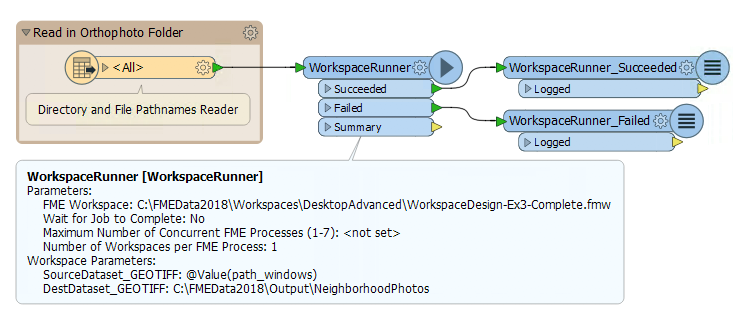 Read in Orthophoto Folder
<All>
Directory and File Pathnames Reader
WorkspaceRunner
Succeeded
Failed
Summary
WorkspaceRunner_Succeeded
Logged
WorkspaceRunner_Failed
Logged
WorkspaceRunner [WorkspaceRunner]
Parameters:
FME Workspace: C:\FMEData2018\Workspaces\DesktopAdvanced\WorkspaceDesign-Ex3-Complete.fmw
Wait for Job to Complete: No
Maximum Number of Concurrent FME Processes (1-7): <not set>
Number of Workspaces per FME Process: 1
Workspace Parameters:
SourceDataset_GEOTIFF: @Value(path_windows)
DestDataset_GEOTIFF: C:\FMEData2018\Output\NeighborhoodPhotos